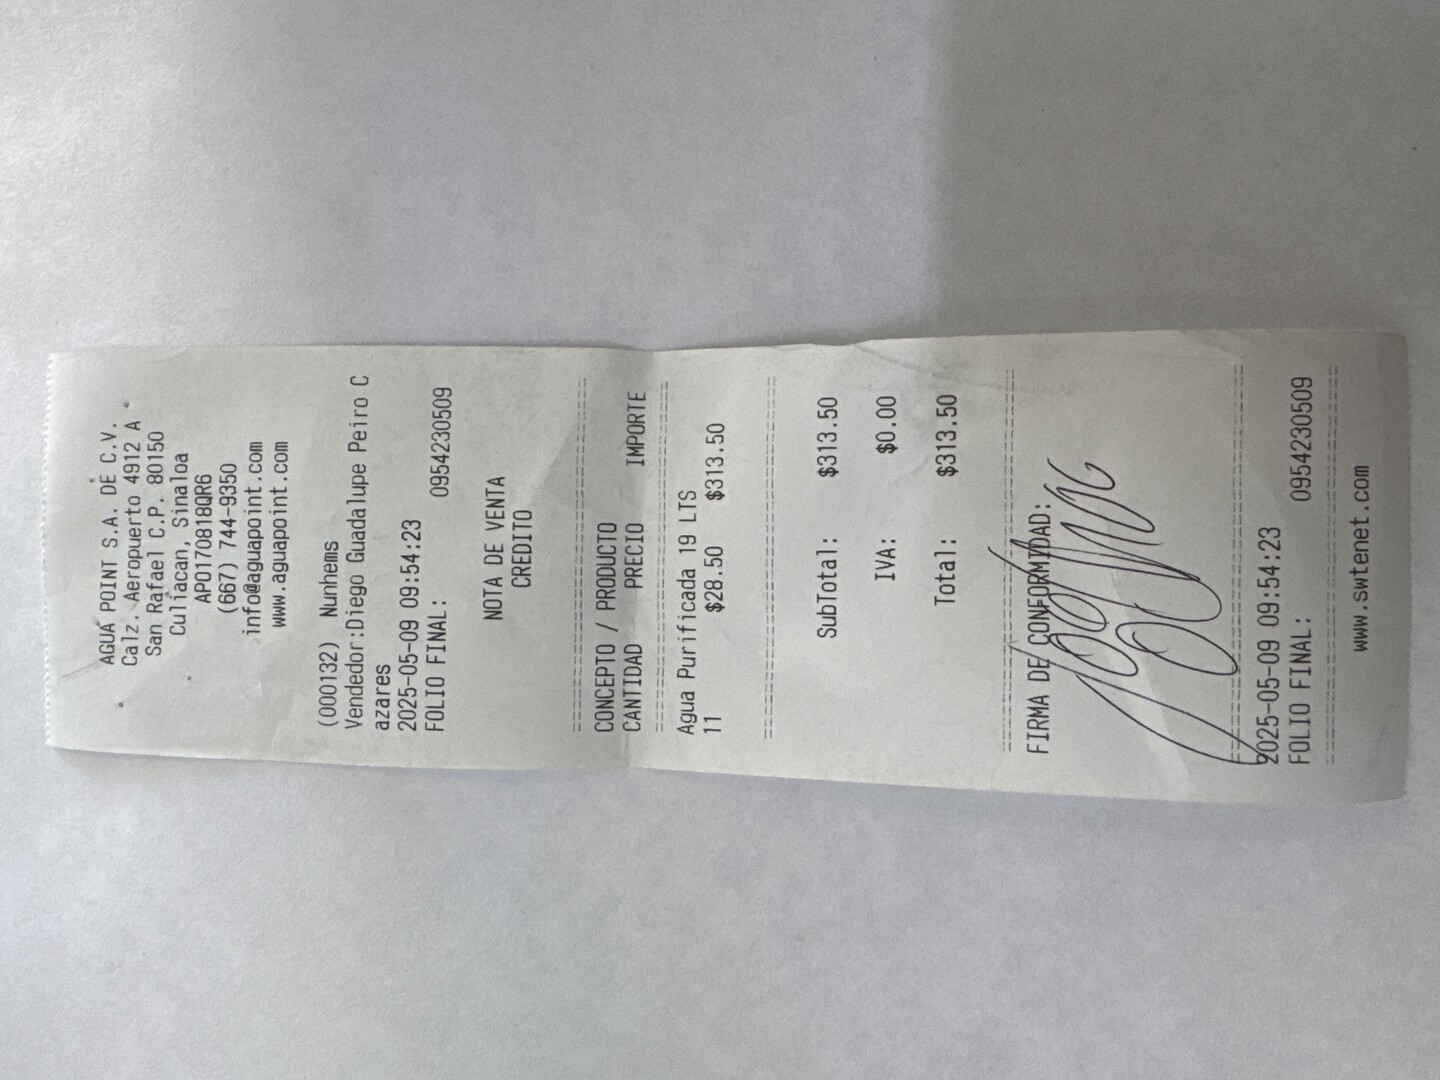 AGUA POINT S.A. DE C.V.
Calz. Aeropuerto 4912 A
San Rafael C.P. 80150
Culiacan, Sinaloa
APO170818QR6
(667) 744-9350
info@aguapoint.com
www.aguapoint.com
(000132) Nunhems
Vendedor:Diego Guadalupe Peiro C
azares
2025-05-09 09:54:23
FOLIO FINAL: 0954230509
NOTA DE VENTA
CREDITO
================================
CONCEPTO / PRODUCTO
CANTIDAD PRECIO IMPORTE
================================
Agua Purificada 19 LTS
11 $28.50 $313.50
================================
SubTotal: $313.50
IVA: $0.00
Total: $313.50
================================
FIRMA DE CONFORMIDAD:
================================
2025-05-09 09:54:23
FOLIO FINAL: 0954230509
================================
www.swtenet.com